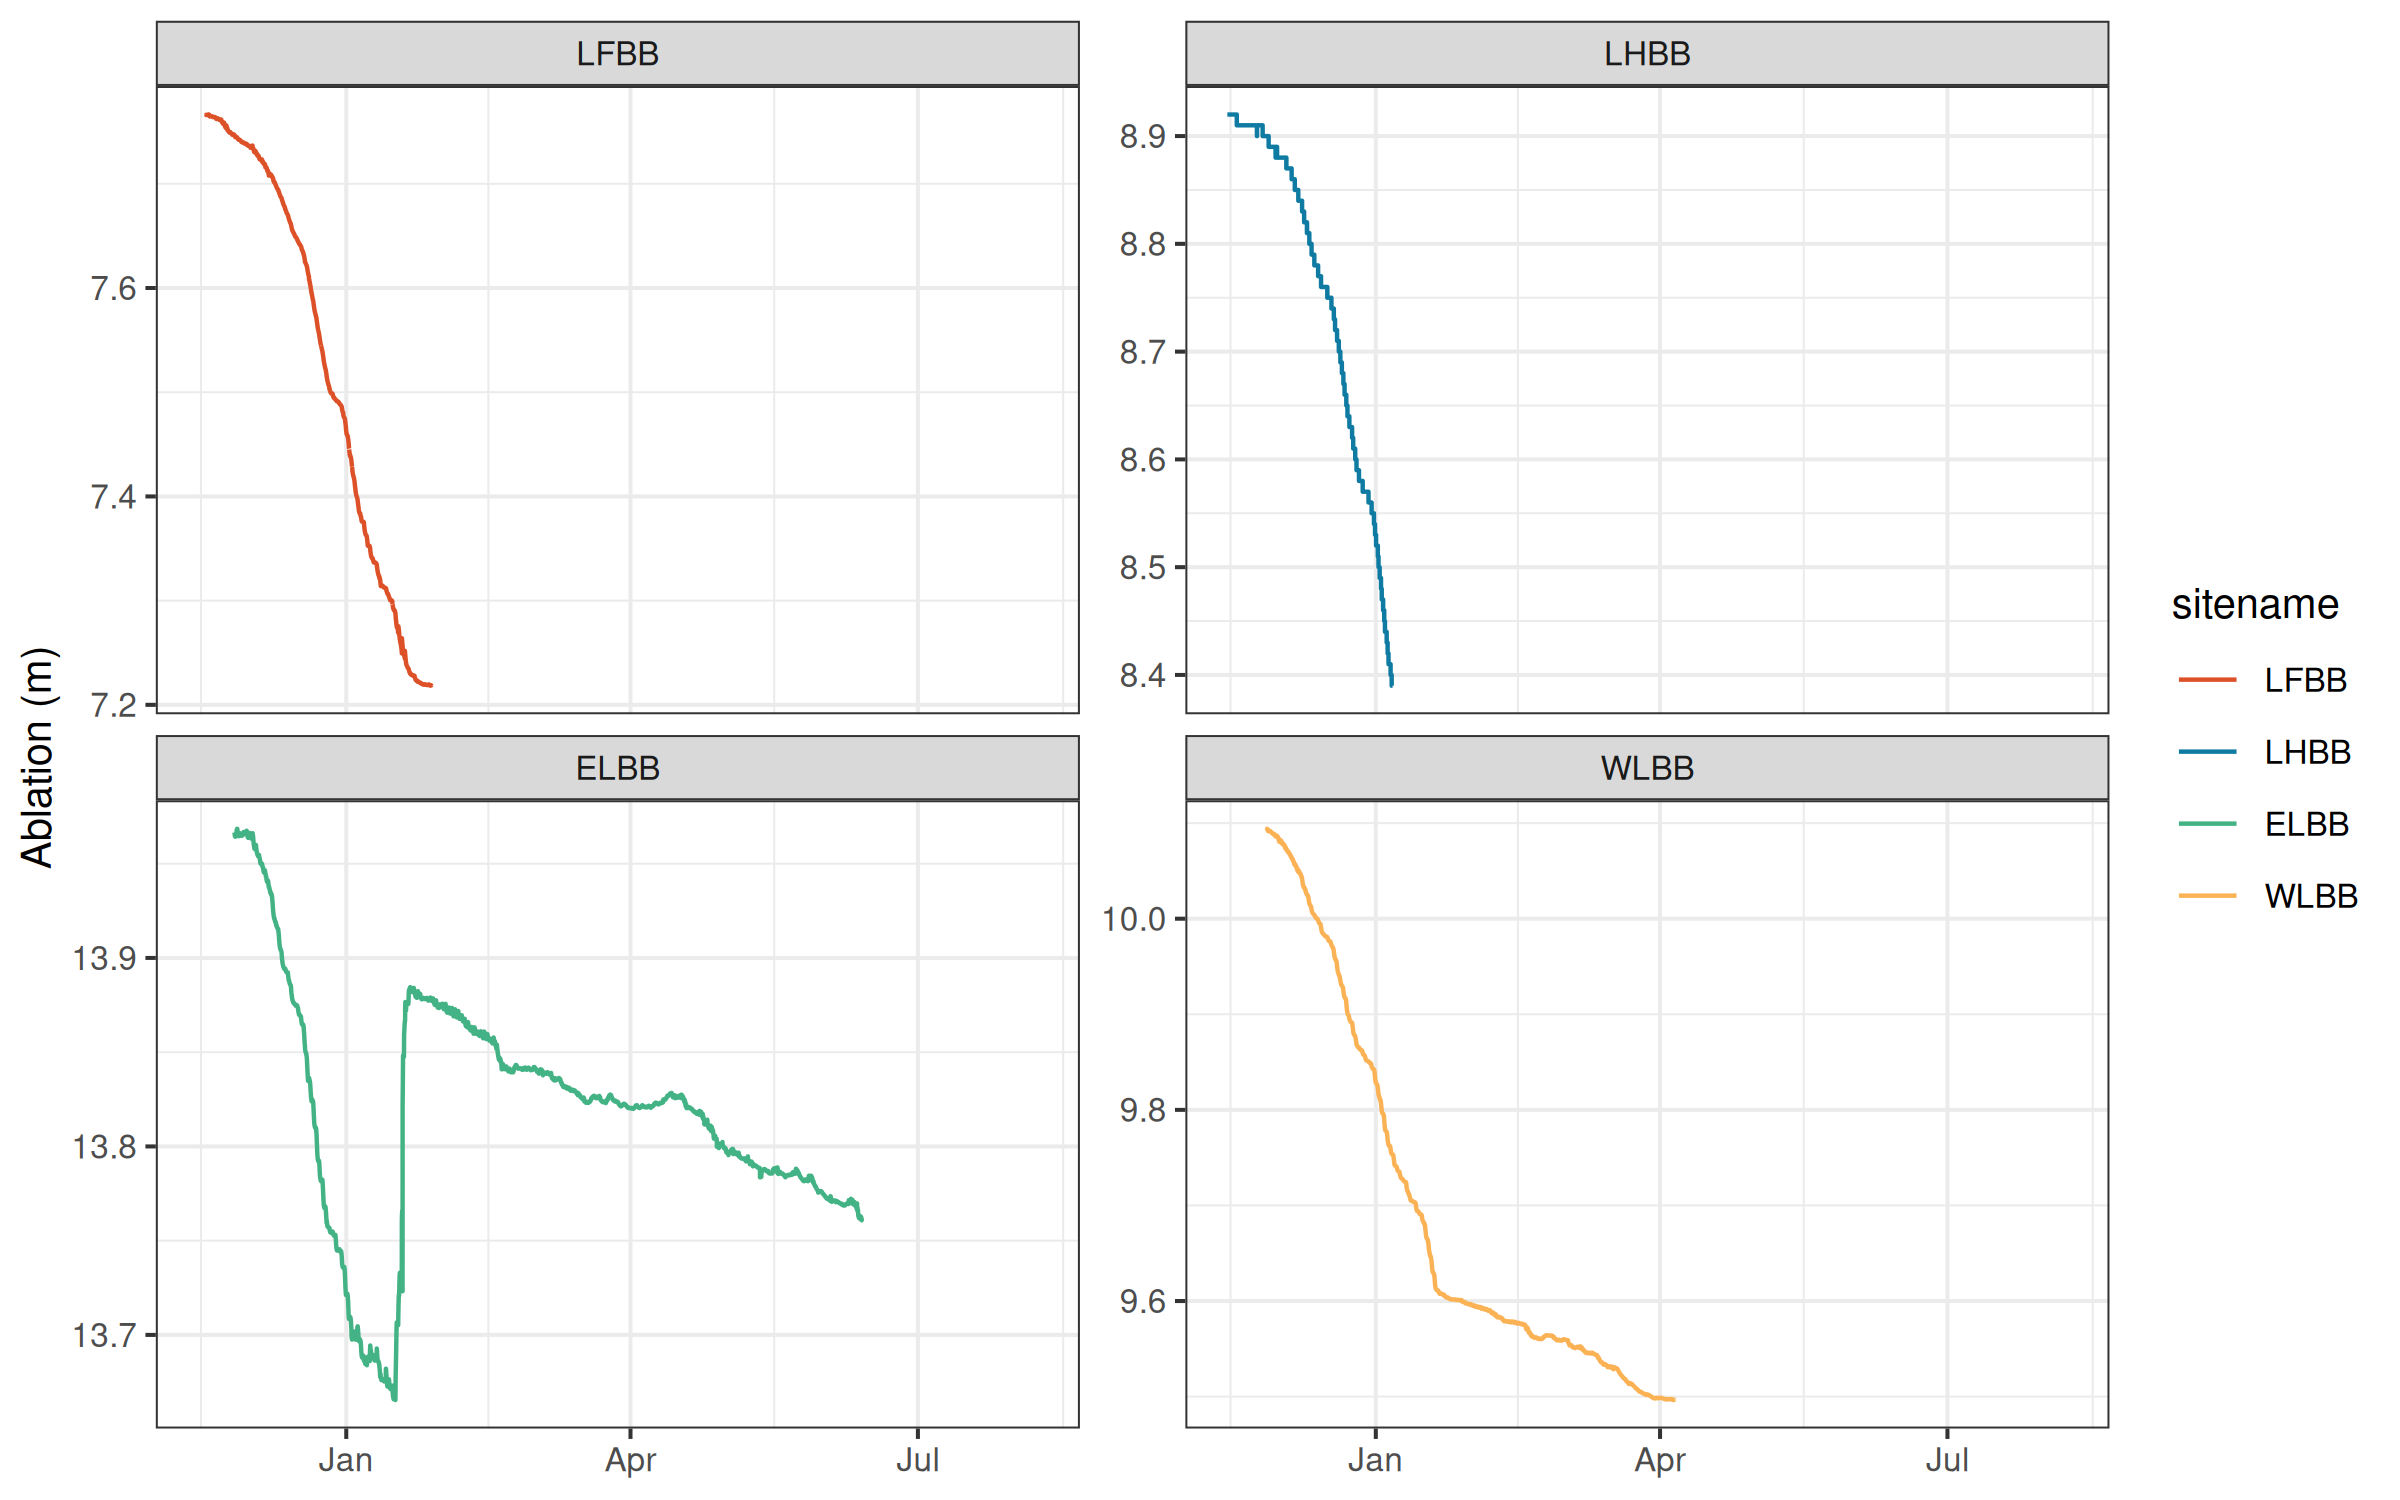 LFBB
LHBB
7.6
7.4
7.2
8.9
8.8
8.7
8.6
8.5
8.4
Ablation (m)
ELBB
WLBB
13.9
13.8
13.7
10.0
9.8
9.6
Jan
Apr
Jul
Jan
Apr
Jul
sitename
LFBB
LHBB
ELBB
WLBB